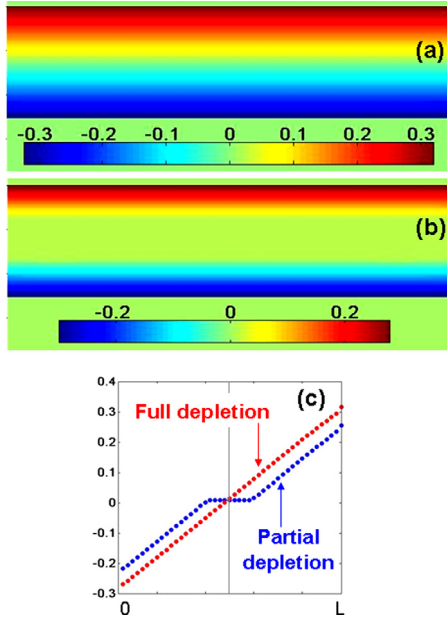 (a)
-0.3 -0.2 -0.1 0 0.1 0.2 0.3
(b)
-0.2 0 0.2
(c)
0.4
0.3
0.2
0.1
0
-0.1
-0.2
-0.3
Full depletion
Partial
depletion
0 L